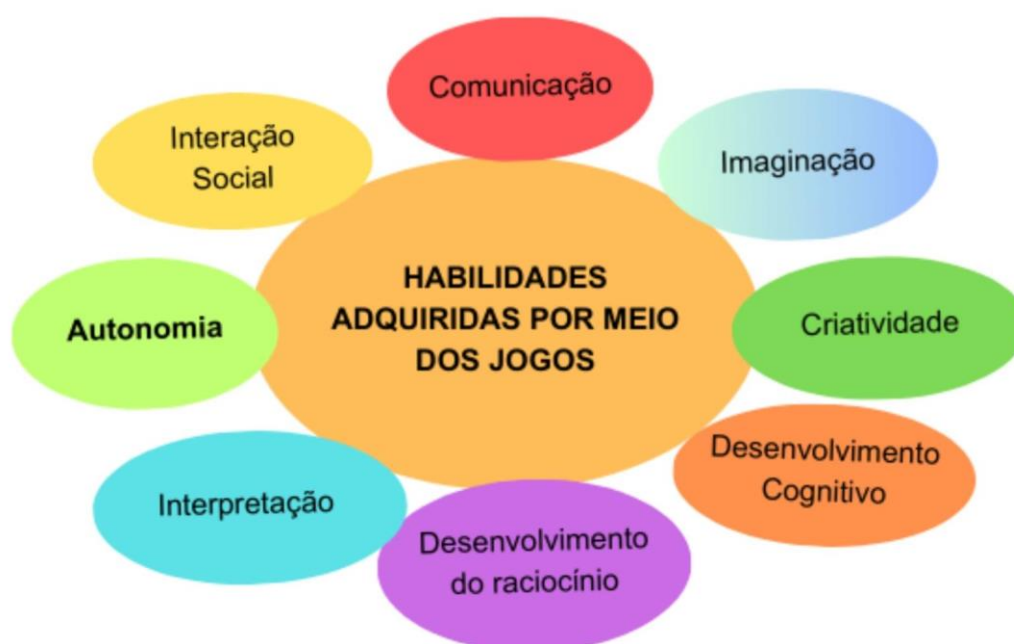 Comunicação
Interação
Social
Imaginação
HABILIDADES
ADQUIRIDAS POR MEIO
DOS JOGOS
Autonomia
Criatividade
Desenvolvimento
Cognitivo
Interpretação
Desenvolvimento
do raciocínio